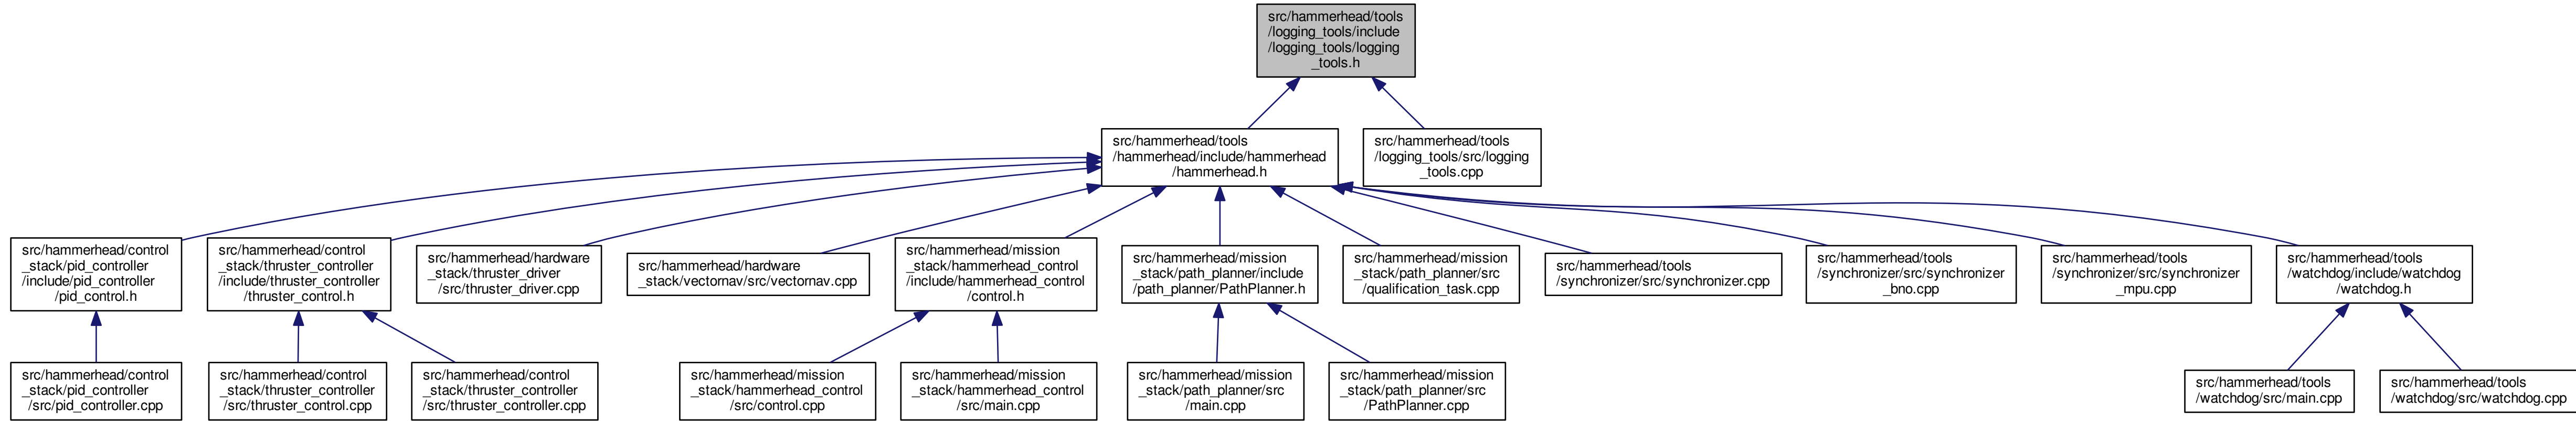 src/hammerhead/tools
/logging_tools/include
/logging_tools/logging
_tools.h
src/hammerhead/tools
/hammerhead/include/hammerhead
/hammerhead.h
src/hammerhead/tools
/logging_tools/src/logging
_tools.cpp
src/hammerhead/control
_stack/pid_controller
/include/pid_controller
/pid_control.h
src/hammerhead/control
_stack/thruster_controller
/include/thruster_controller
/thruster_control.h
src/hammerhead/hardware
_stack/thruster_driver
/src/thruster_driver.cpp
src/hammerhead/hardware
_stack/vectornav/src/vectornav.cpp
src/hammerhead/mission
_stack/hammerhead_control
/include/hammerhead_control
/control.h
src/hammerhead/mission
_stack/path_planner/include
/path_planner/PathPlanner.h
src/hammerhead/mission
_stack/path_planner/src
/qualification_task.cpp
src/hammerhead/tools
/synchronizer/src/synchronizer.cpp
src/hammerhead/tools
/synchronizer/src/synchronizer
_bno.cpp
src/hammerhead/tools
/synchronizer/src/synchronizer
_mpu.cpp
src/hammerhead/tools
/watchdog/include/watchdog
/watchdog.h
src/hammerhead/control
_stack/pid_controller
/src/pid_controller.cpp
src/hammerhead/control
_stack/thruster_controller
/src/thruster_control.cpp
src/hammerhead/control
_stack/thruster_controller
/src/thruster_controller.cpp
src/hammerhead/mission
_stack/hammerhead_control
/src/control.cpp
src/hammerhead/mission
_stack/hammerhead_control
/src/main.cpp
src/hammerhead/mission
_stack/path_planner/src
/main.cpp
src/hammerhead/mission
_stack/path_planner/src
/PathPlanner.cpp
src/hammerhead/tools
/watchdog/src/main.cpp
src/hammerhead/tools
/watchdog/src/watchdog.cpp